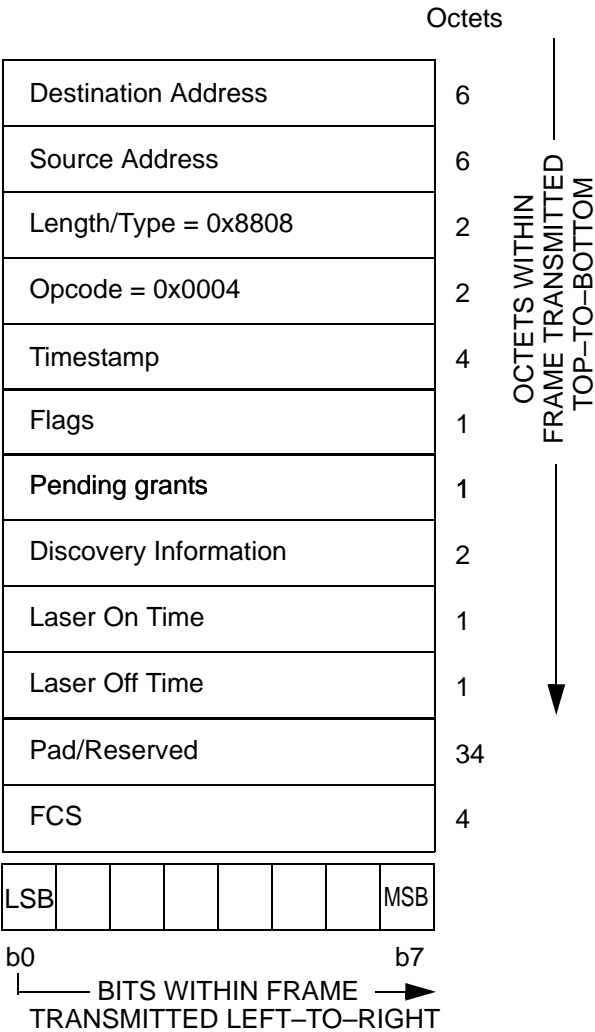 Octets
Destination Address 6
Source Address 6
Length/Type = 0x8808 2
Opcode = 0x0004 2
Timestamp 4
Flags 1
Pending grants 1
Discovery Information 2
Laser On Time 1
Laser Off Time 1
Pad/Reserved 34
FCS 4
OCTETS WITHIN
FRAME TRANSMITTED
TOP–TO–BOTTOM
LSB MSB
b0 b7
BITS WITHIN FRAME
TRANSMITTED LEFT–TO–RIGHT